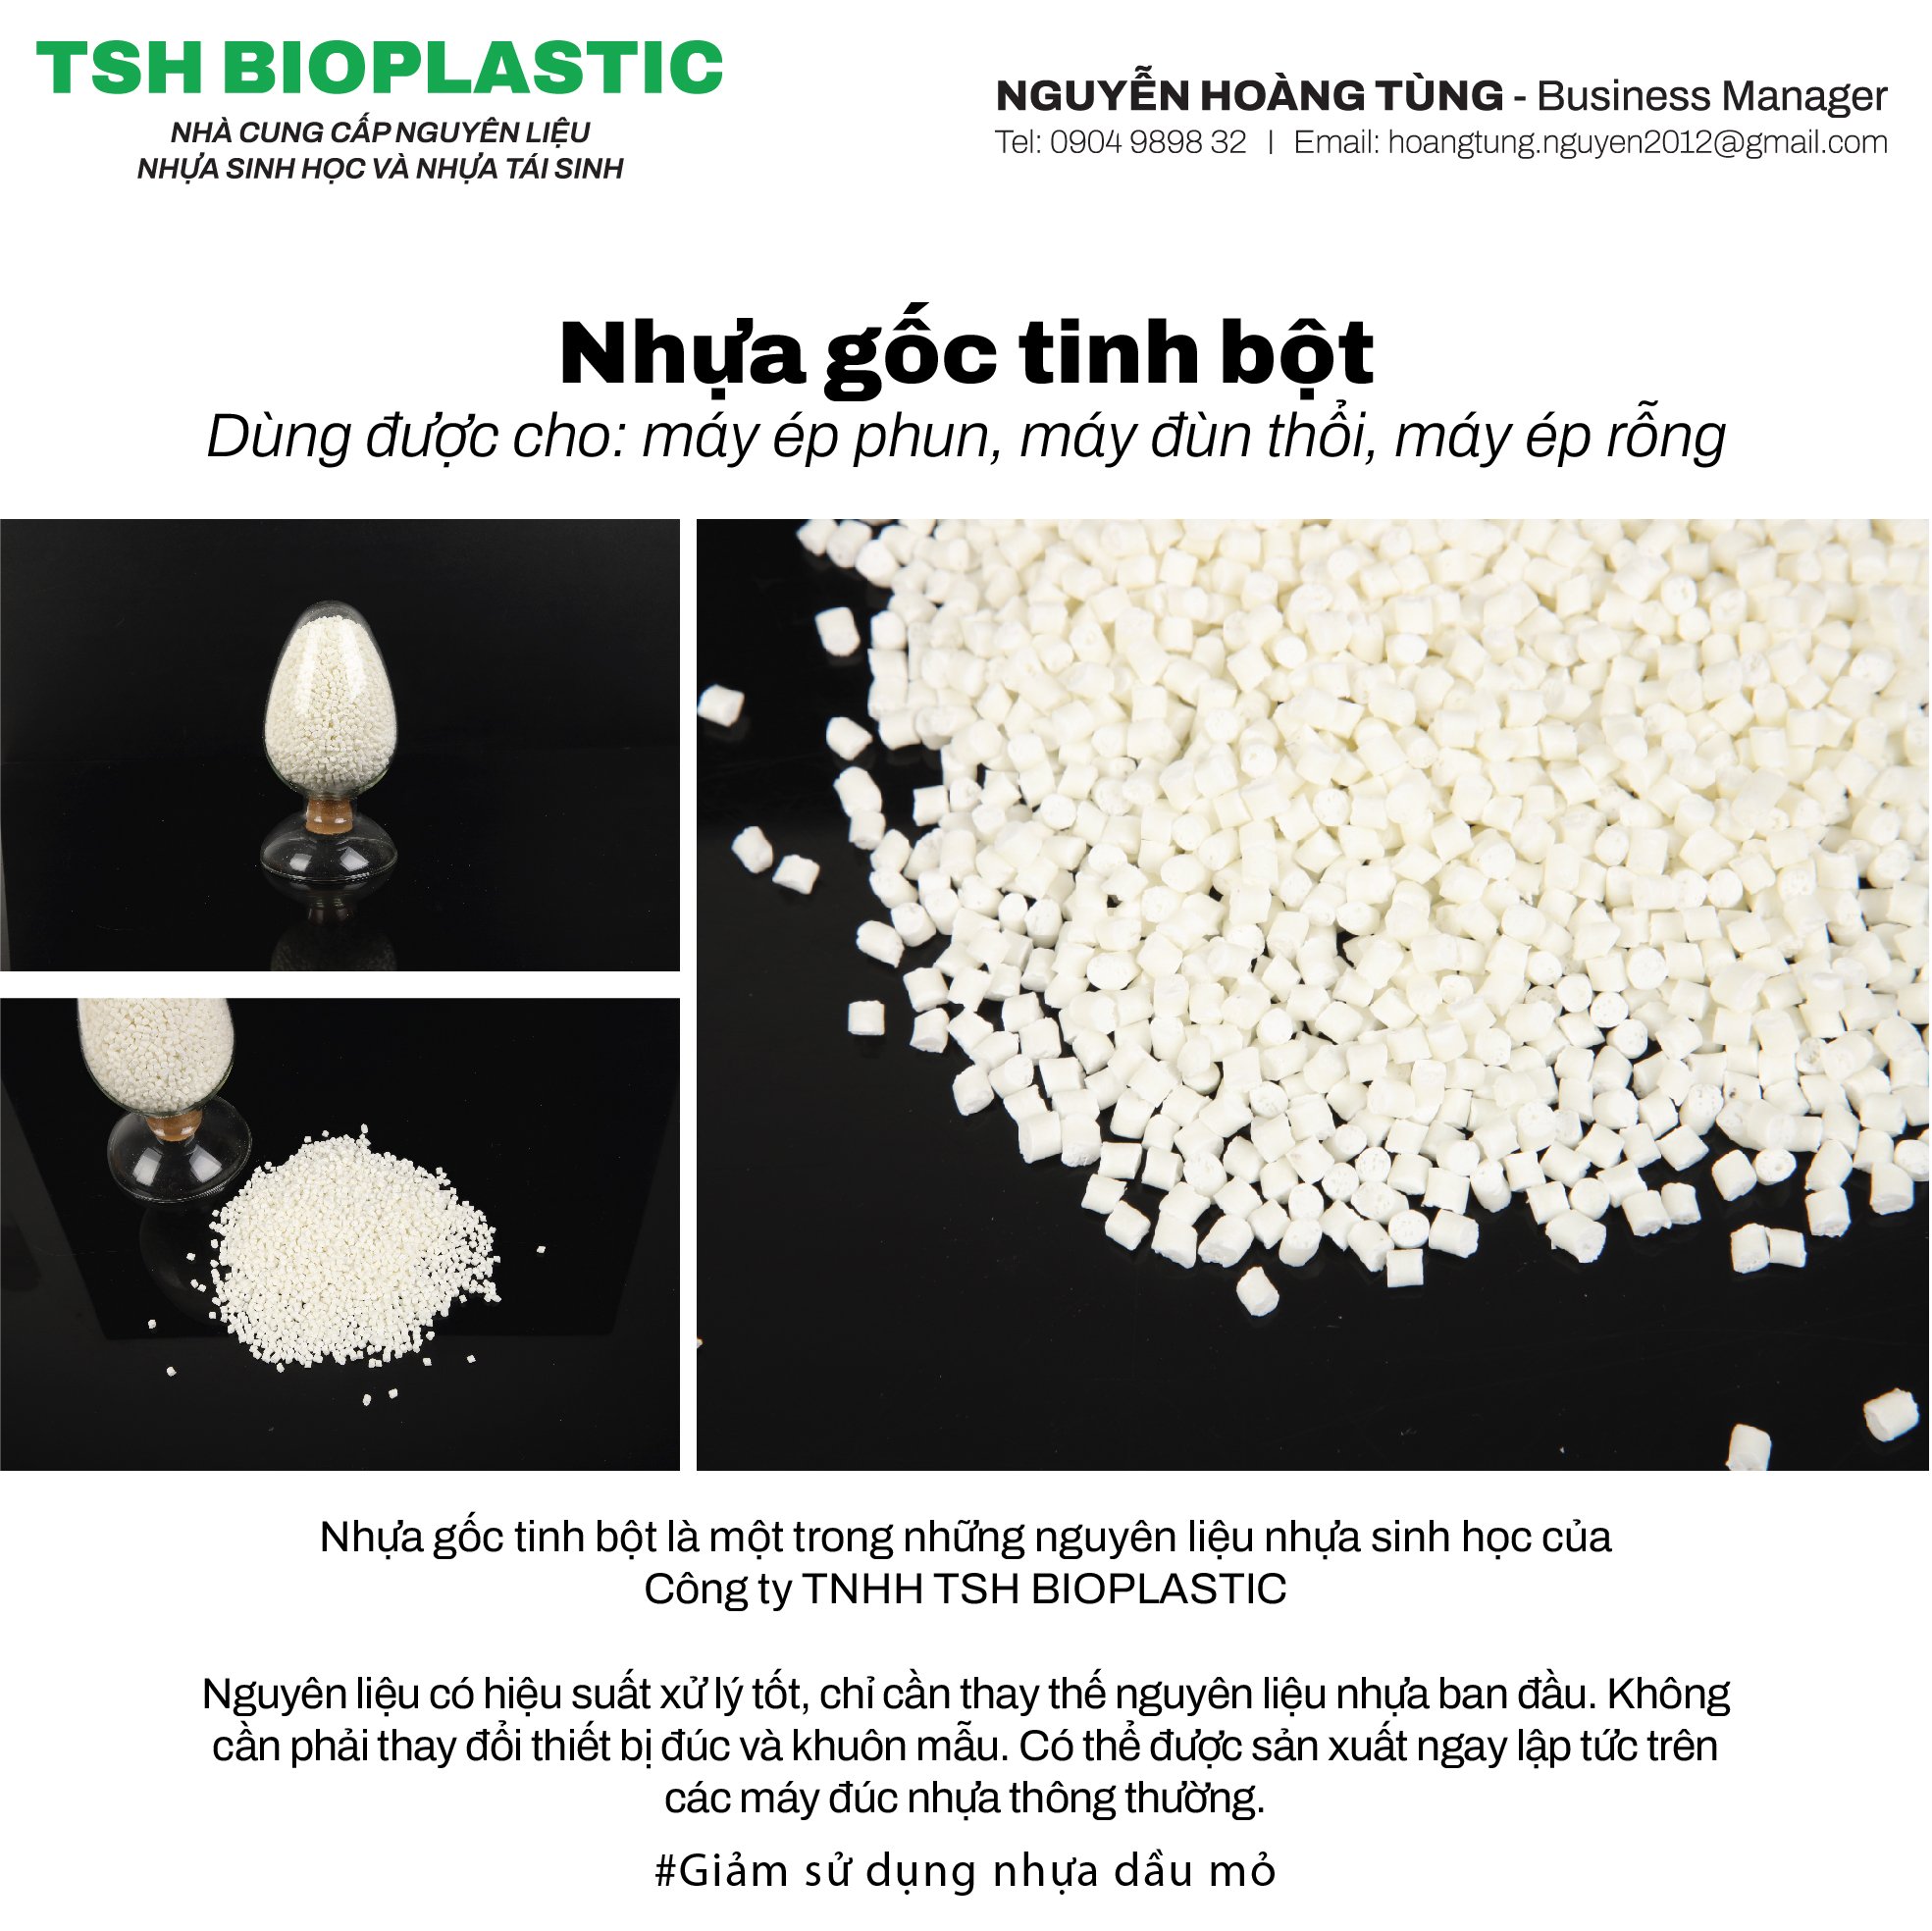 TSH BIOPLASTIC
NHÀ CUNG CẤP NGUYÊN LIỆU
NHỰA SINH HỌC VÀ NHỰA TÁI SINH
NGUYỄN HOÀNG TÙNG - Business Manager
Tel: 0904 9898 32 | Email: hoangtung.nguyen2012@gmail.com
Nhựa gốc tinh bột
Dùng được cho: máy ép phun, máy đùn thổi, máy ép rỗng
Nhựa gốc tinh bột là một trong những nguyên liệu nhựa sinh học của
Công ty TNHH TSH BIOPLASTIC
Nguyên liệu có hiệu suất xử lý tốt, chỉ cần thay thế nguyên liệu nhựa ban đầu. Không
cần phải thay đổi thiết bị đúc và khuôn mẫu. Có thể được sản xuất ngay lập tức trên
các máy đúc nhựa thông thường.
#Giảm sử dụng nhựa dầu mỏ